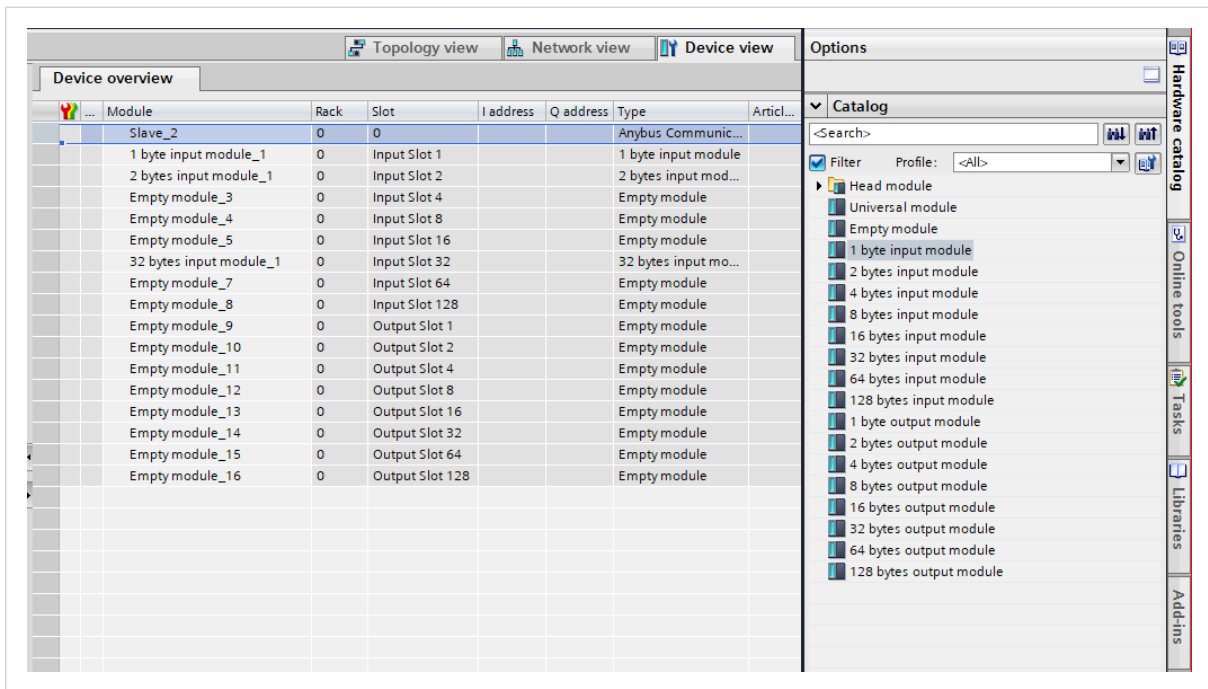 Topology view Network view Device view
Device overview
... Module Rack Slot I address Q address Type Articl...
Slave_2 0 0 Anybus Communic...
1 byte input module_1 0 Input Slot 1 1 byte input module
2 bytes input module_1 0 Input Slot 2 2 bytes input mod...
Empty module_3 0 Input Slot 4 Empty module
Empty module_4 0 Input Slot 8 Empty module
Empty module_5 0 Input Slot 16 Empty module
32 bytes input module_1 0 Input Slot 32 32 bytes input mo...
Empty module_7 0 Input Slot 64 Empty module
Empty module_8 0 Input Slot 128 Empty module
Empty module_9 0 Output Slot 1 Empty module
Empty module_10 0 Output Slot 2 Empty module
Empty module_11 0 Output Slot 4 Empty module
Empty module_12 0 Output Slot 8 Empty module
Empty module_13 0 Output Slot 16 Empty module
Empty module_14 0 Output Slot 32 Empty module
Empty module_15 0 Output Slot 64 Empty module
Empty module_16 0 Output Slot 128 Empty module
Options
Catalog
<Search>
Filter Profile: <All>
Head module
Universal module
Empty module
1 byte input module
2 bytes input module
4 bytes input module
8 bytes input module
16 bytes input module
32 bytes input module
64 bytes input module
128 bytes input module
1 byte output module
2 bytes output module
4 bytes output module
8 bytes output module
16 bytes output module
32 bytes output module
64 bytes output module
128 bytes output module
Hardware catalog
Online tools
Tasks
Libraries
Add-ins